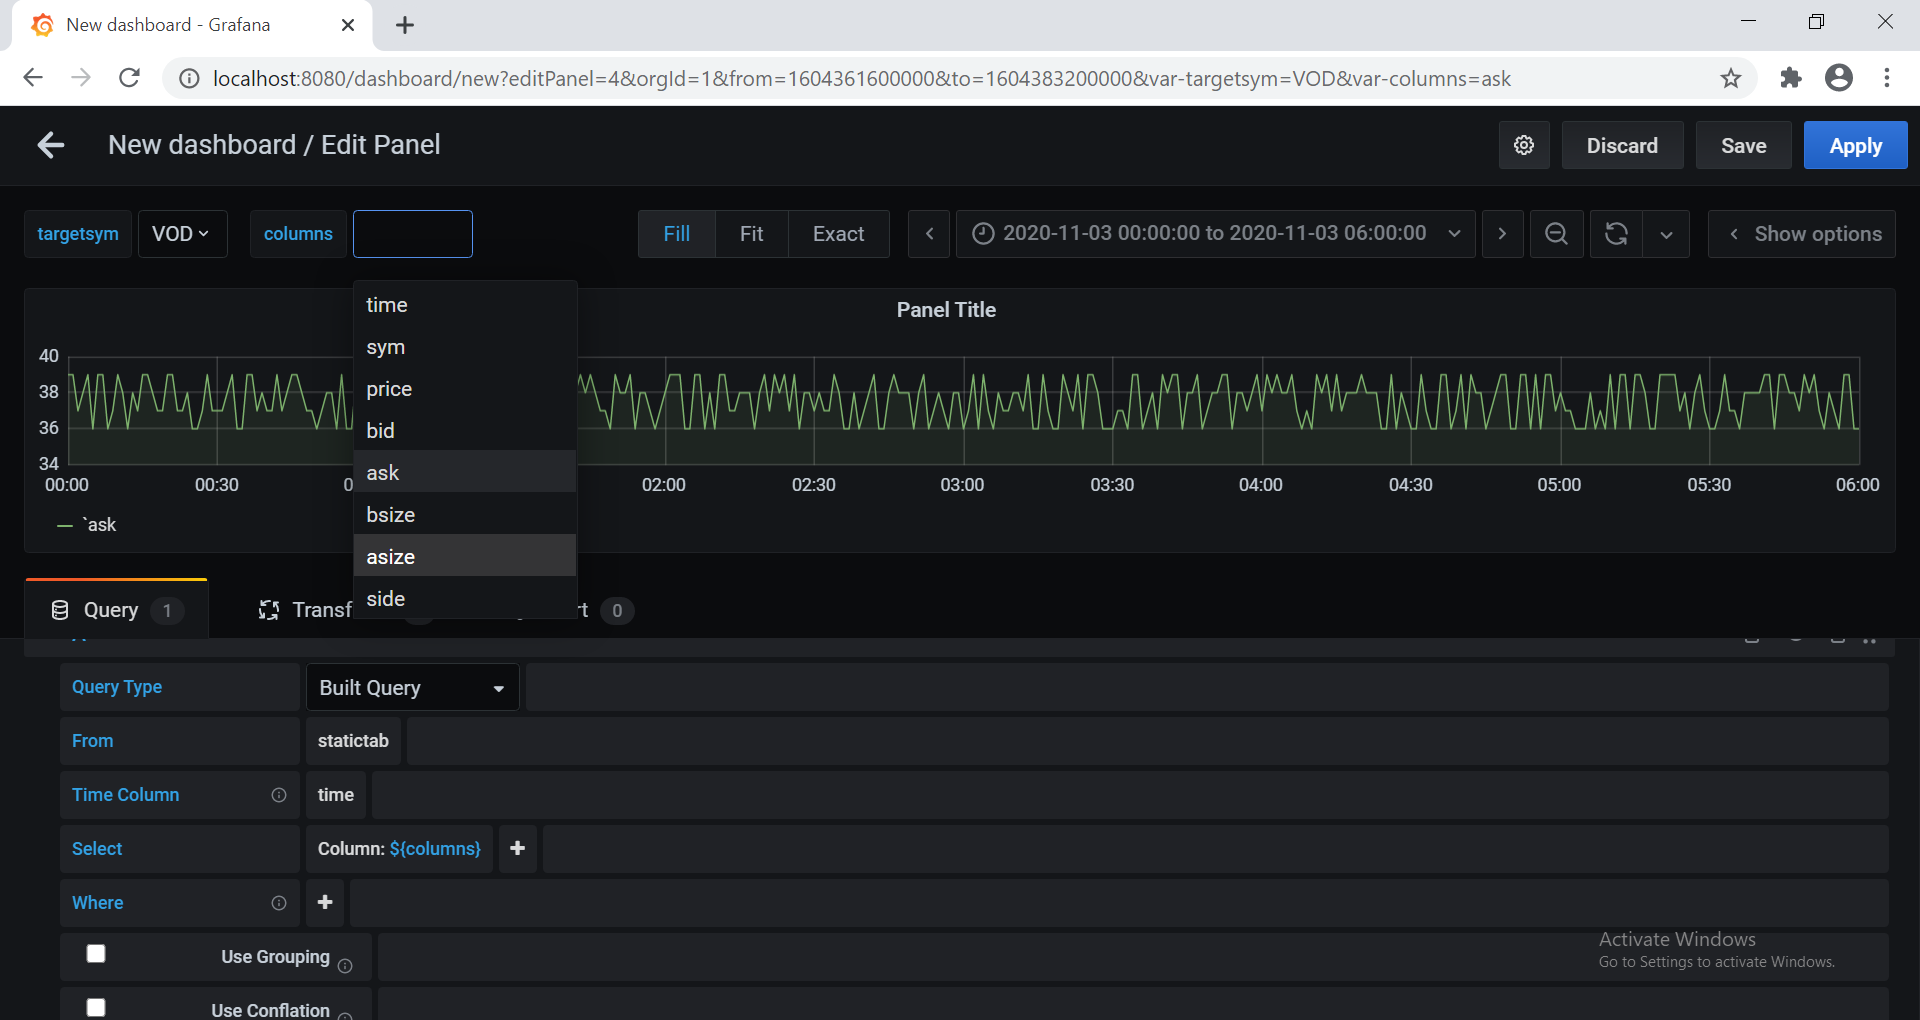 New dashboard - Grafana
localhost:8080/dashboard/new?editPanel=4&orgId=1&from=1604361600000&to=1604383200000&var-targetsym=VOD&var-columns=ask
New dashboard / Edit Panel
Discard
Save
Apply
targetsym
VOD
columns
Fill
Fit
Exact
2020-11-03 00:00:00 to 2020-11-03 06:00:00
Show options
time
sym
price
bid
ask
bsize
asize
side
Panel Title
40
38
36
34
00:00
00:30
0
02:00
02:30
03:00
03:30
04:00
04:30
05:00
05:30
06:00
`ask
Query 1
Transf
rt 0
Query Type
Built Query
From
statictab
Time Column
time
Select
Column: ${columns}
Where
Use Grouping
Use Conflation
Activate Windows
Go to Settings to activate Windows.